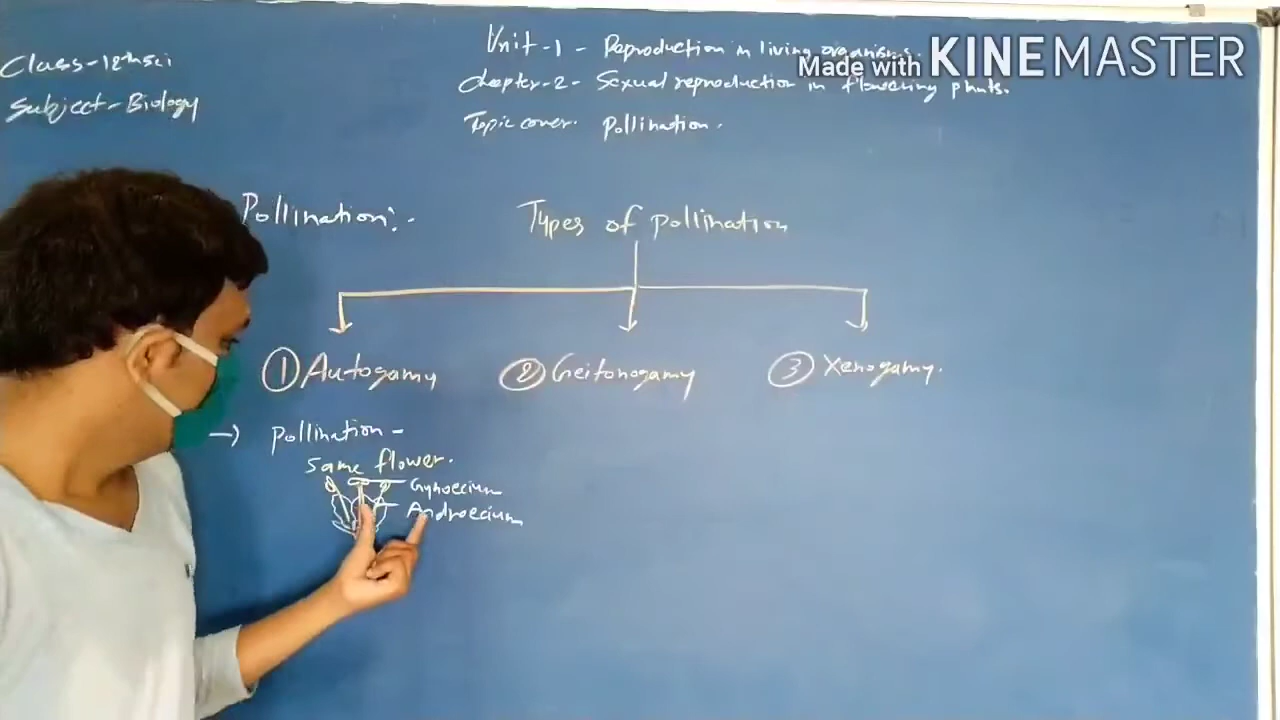 Class-12th sci
Subject-Biology
Unit-1 - Reproduction in living organisms.
Chapter-2- Sexual reproduction in flowering plants.
Topic cover. Pollination.
Made with KINEMASTER
Pollination:-
Types of pollination
① Autogamy
② Geitonogamy
③ Xenogamy.
→ Pollination -
Same flower.
Gynoecium
Androecium